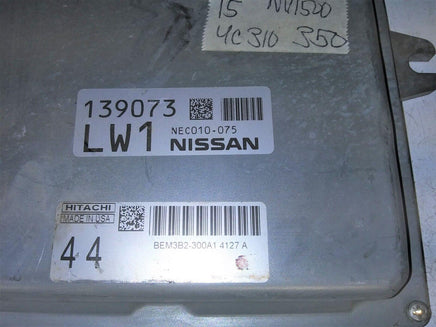 15 NV1500
4C310 350
139073
NEC010-075
LW1 NISSAN
HITACHI
MADE IN USA
44
BEM3B2-300A1 4127 A